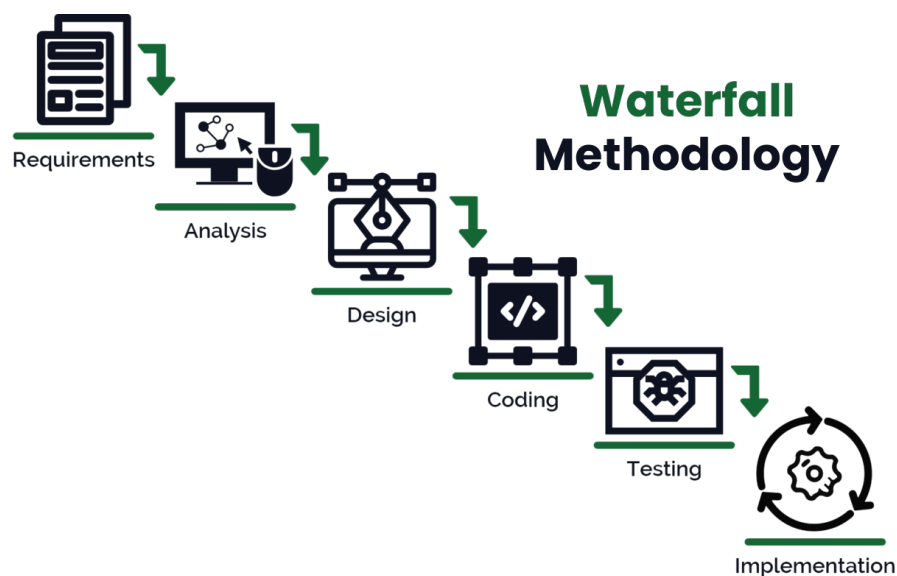 Waterfall
Methodology
Requirements
Analysis
Design
</>
Coding
Testing
Implementation